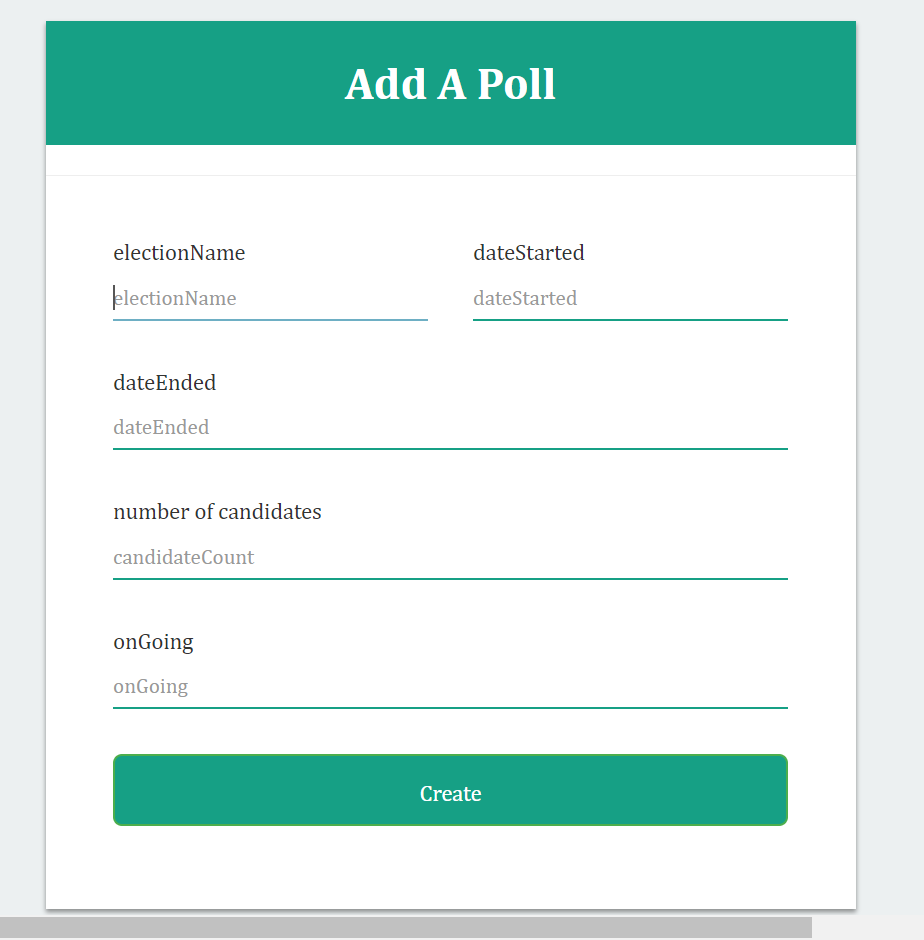 Add A Poll
electionName
dateStarted
electionName
dateStarted
dateEnded
dateEnded
number of candidates
candidateCount
onGoing
onGoing
Create